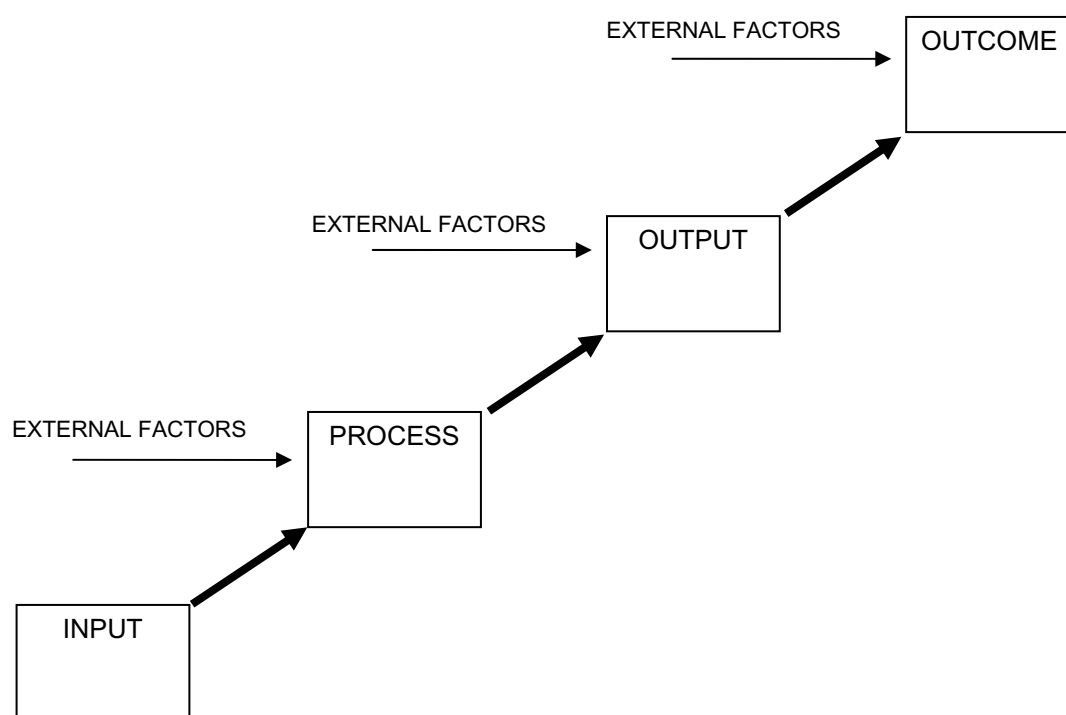 EXTERNAL FACTORS
OUTCOME
EXTERNAL FACTORS
OUTPUT
EXTERNAL FACTORS
PROCESS
INPUT